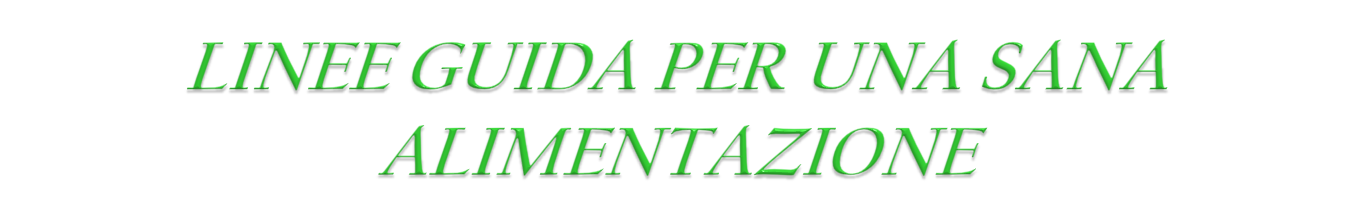 LINEE GUIDA PER UNA SANA
ALIMENTAZIONE